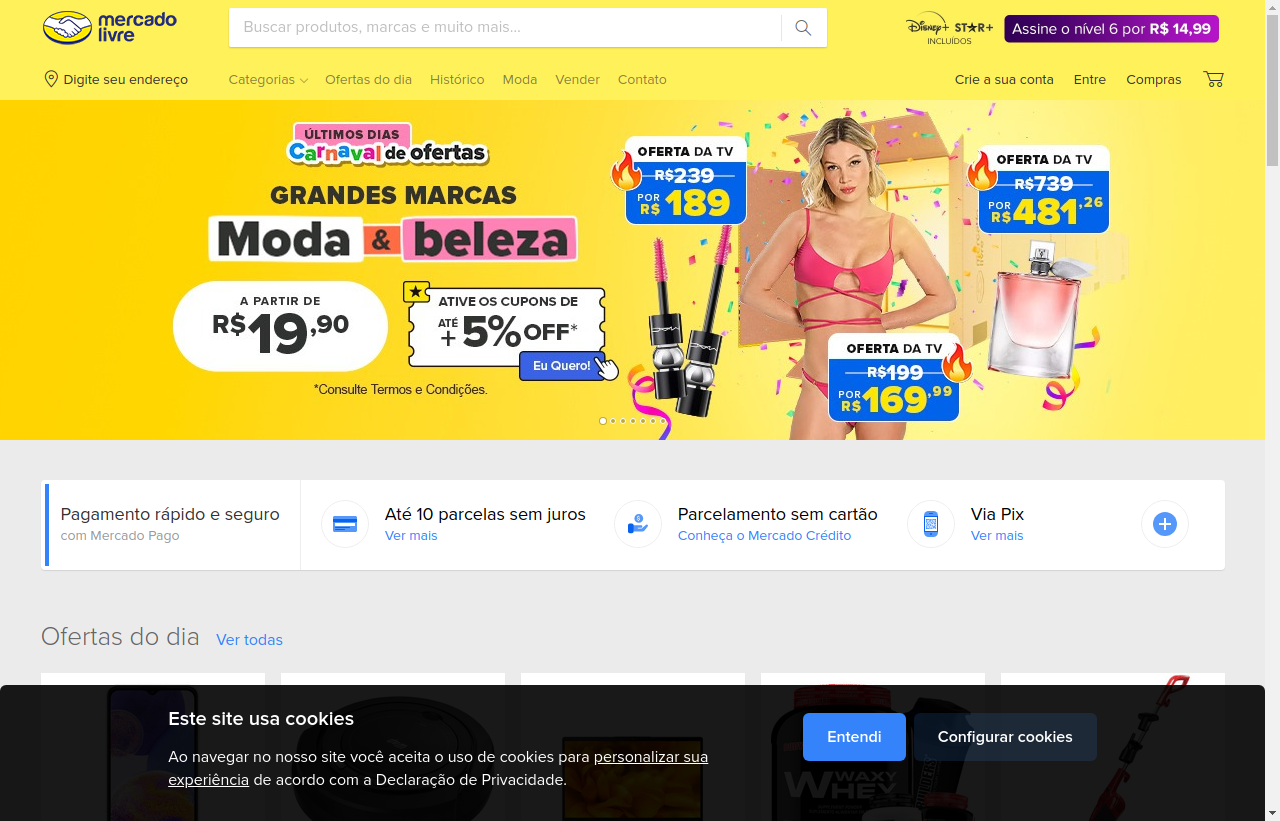 mercado
livre
Buscar produtos, marcas e muito mais...
Disney+ STAR+
INCLUÍDOS
Assine o nível 6 por R$ 14,99
Digite seu endereço
Categorias Ofertas do dia Histórico Moda Vender Contato
Crie a sua conta Entre Compras
ÚLTIMOS DIAS
Carnaval de ofertas
GRANDES MARCAS
Moda & beleza
A PARTIR DE
R$19,90
ATIVE OS CUPONS DE
ATÉ
+ 5% OFF*
Eu Quero!
*Consulte Termos e Condições.
OFERTA DA TV
R$239
POR
R$ 189
OFERTA DA TV
R$739
POR
R$ 481,26
OFERTA DA TV
R$199
POR
R$ 169,99
Pagamento rápido e seguro
com Mercado Pago
Até 10 parcelas sem juros
Ver mais
Parcelamento sem cartão
Conheça o Mercado Crédito
Via Pix
Ver mais
Ofertas do dia Ver todas
Este site usa cookies
Ao navegar no nosso site você aceita o uso de cookies para personalizar sua
experiência de acordo com a Declaração de Privacidade.
Entendi
Configurar cookies
WAXY
WHEY